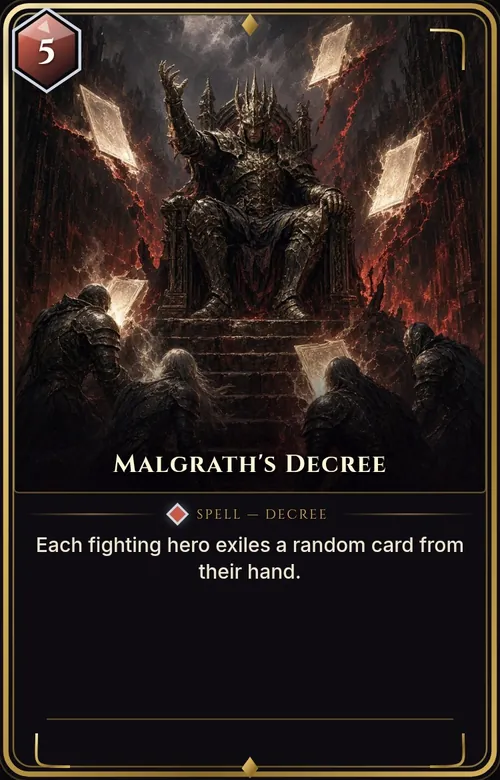 5
Malgrath's Decree
Spell — Decree
Each fighting hero exiles a random card from
their hand.